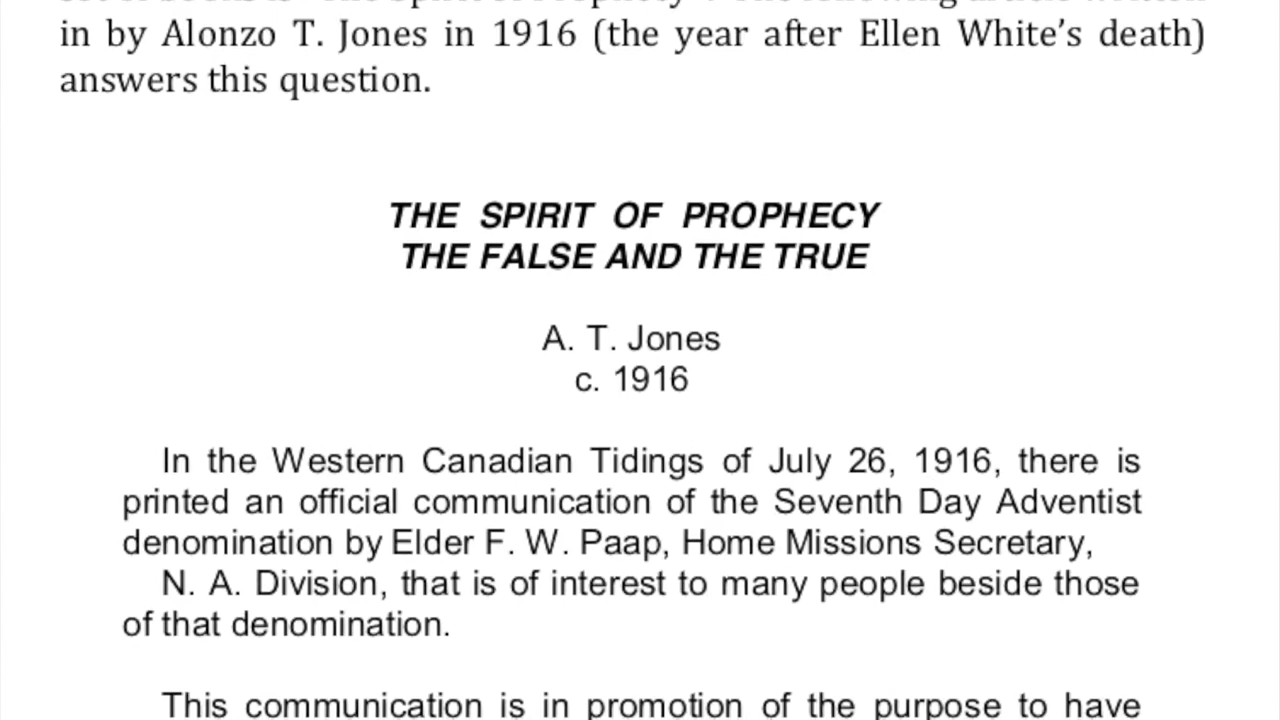 in by Alonzo T. Jones in 1916 (the year after Ellen White's death)
answers this question.
THE SPIRIT OF PROPHECY
THE FALSE AND THE TRUE
A. T. Jones
c. 1916
In the Western Canadian Tidings of July 26, 1916, there is
printed an official communication of the Seventh Day Adventist
denomination by Elder F. W. Paap, Home Missions Secretary,
N. A. Division, that is of interest to many people beside those
of that denomination.
This communication is in promotion of the purpose to have